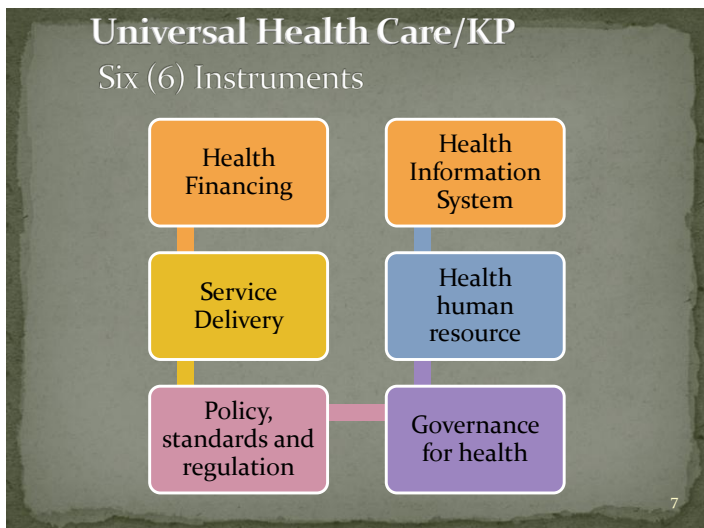 Universal Health Care/KP
Six (6) Instruments
Health
Financing
Service
Delivery
Policy,
standards and
regulation
Governance
for health
Health
human
resource
Health
Information
System
7